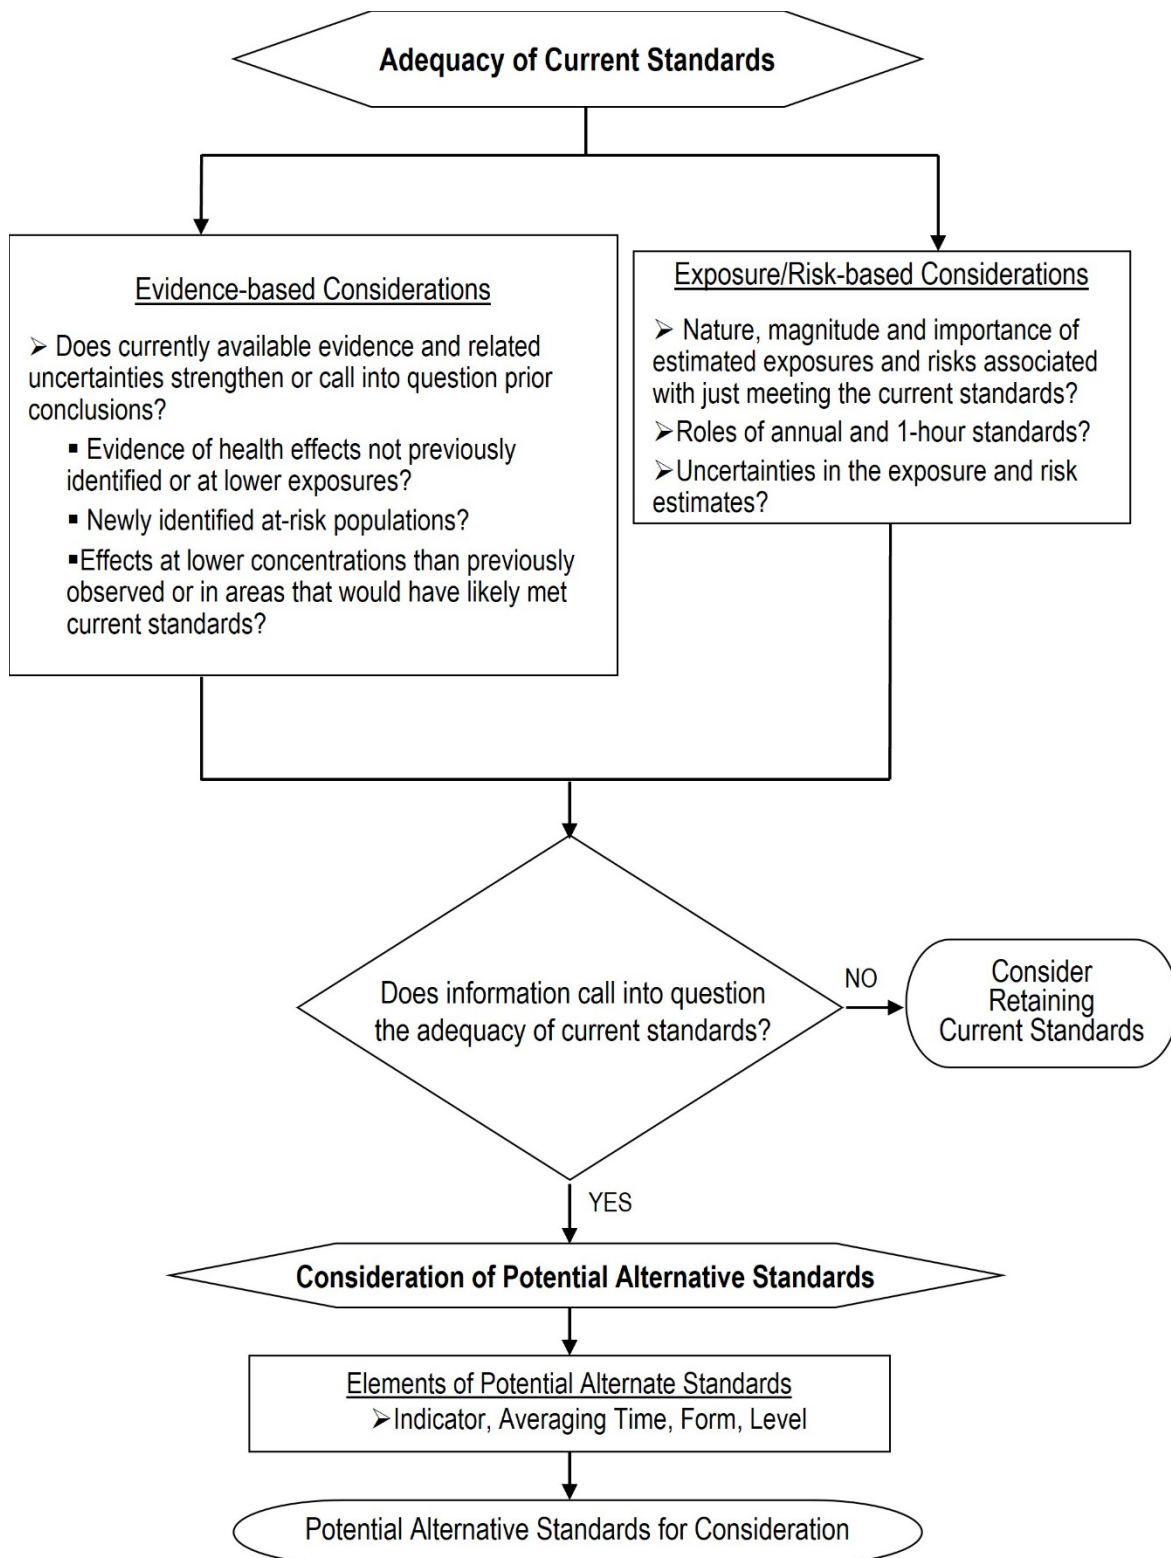 Adequacy of Current Standards
Evidence-based Considerations
➢ Does currently available evidence and related
uncertainties strengthen or call into question prior
conclusions?
▪ Evidence of health effects not previously
identified or at lower exposures?
▪ Newly identified at-risk populations?
▪Effects at lower concentrations than previously
observed or in areas that would have likely met
current standards?
Exposure/Risk-based Considerations
➢ Nature, magnitude and importance of
estimated exposures and risks associated
with just meeting the current standards?
➢Roles of annual and 1-hour standards?
➢Uncertainties in the exposure and risk
estimates?
Does information call into question
the adequacy of current standards?
NO
Consider
Retaining
Current Standards
YES
Consideration of Potential Alternative Standards
Elements of Potential Alternate Standards
➢Indicator, Averaging Time, Form, Level
Potential Alternative Standards for Consideration